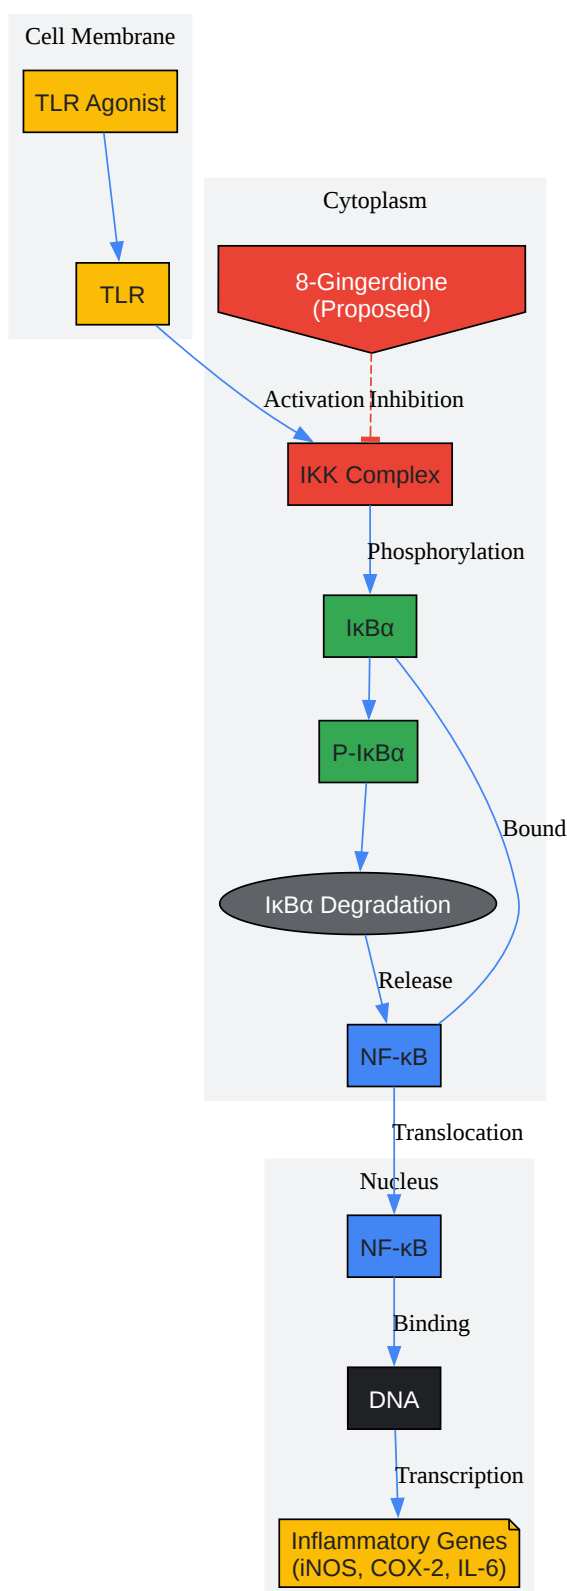 Cell Membrane
TLR Agonist
TLR
Cytoplasm
8-Gingerdione
(Proposed)
Activation
Inhibition
IKK Complex
Phosphorylation
IκBα
P-IκBα
Bound
IκBα Degradation
Release
NF-κB
Translocation
Nucleus
NF-κB
Binding
DNA
Transcription
Inflammatory Genes
(iNOS, COX-2, IL-6)